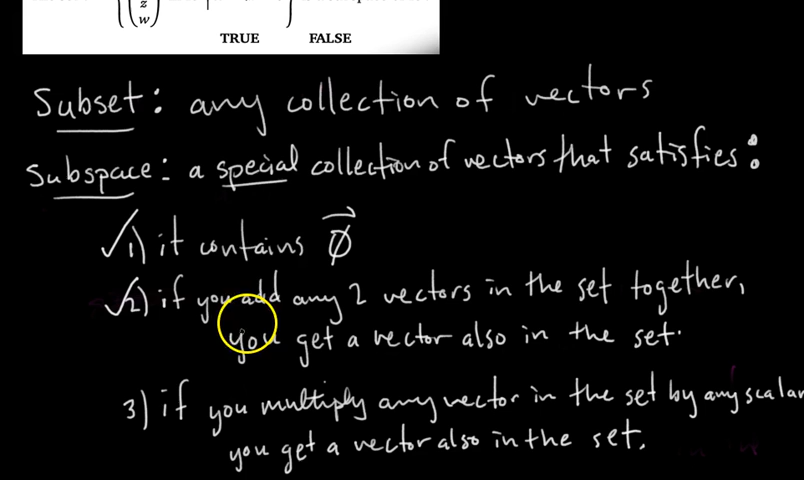 z
w
TRUE FALSE
Subset: any collection of vectors
Subspace: a special collection of vectors that satisfies:
✓1) it contains 0⃗
✓2) if you add any 2 vectors in the set together,
you get a vector also in the set.
3) if you multiply any vector in the set by any scalar
you get a vector also in the set.